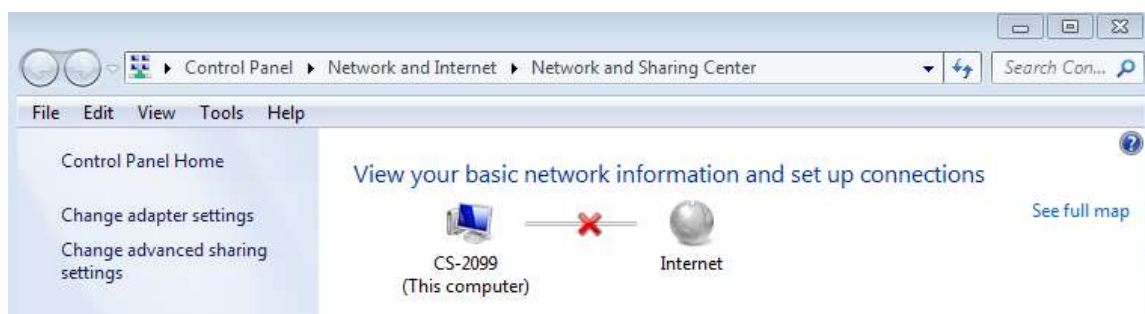 Control Panel Network and Internet Network and Sharing Center
Search Con...
File Edit View Tools Help
Control Panel Home
Change adapter settings
Change advanced sharing
settings
View your basic network information and set up connections
See full map
CS-2099
(This computer)
Internet